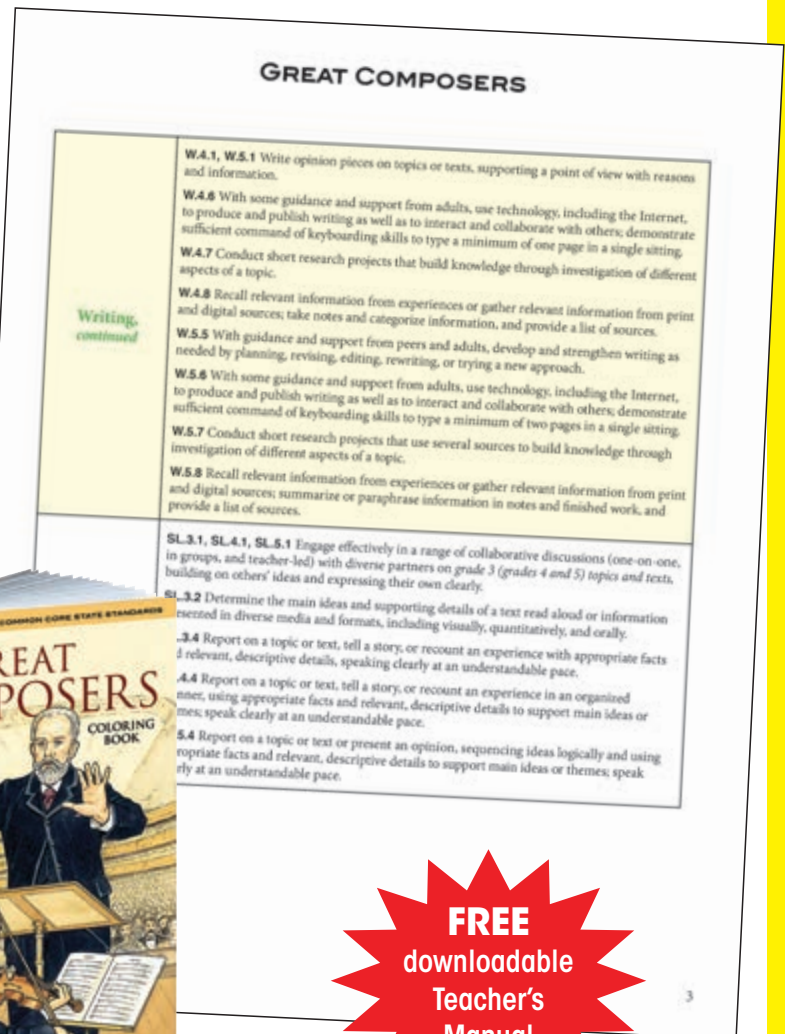 GREAT COMPOSERS
W.4.1, W.5.1 Write opinion pieces on topics or texts, supporting a point of view with reasons
and information.
W.4.6 With some guidance and support from adults, use technology, including the Internet,
to produce and publish writing as well as to interact and collaborate with others; demonstrate
sufficient command of keyboarding skills to type a minimum of one page in a single sitting.
W.4.7 Conduct short research projects that build knowledge through investigation of different
aspects of a topic.
W.4.8 Recall relevant information from experiences or gather relevant information from print
and digital sources; take notes and categorize information, and provide a list of sources.
Writing,
continued
W.5.5 With guidance and support from peers and adults, develop and strengthen writing as
needed by planning, revising, editing, rewriting, or trying a new approach.
W.5.6 With some guidance and support from adults, use technology, including the Internet,
to produce and publish writing as well as to interact and collaborate with others; demonstrate
sufficient command of keyboarding skills to type a minimum of two pages in a single sitting.
W.5.7 Conduct short research projects that use several sources to build knowledge through
investigation of different aspects of a topic.
W.5.8 Recall relevant information from experiences or gather relevant information from print
and digital sources; summarize or paraphrase information in notes and finished work, and
provide a list of sources.
SL.3.1, SL.4.1, SL.5.1 Engage effectively in a range of collaborative discussions (one-on-one,
in groups, and teacher-led) with diverse partners on grade 3 (grades 4 and 5) topics and texts,
building on others' ideas and expressing their own clearly.
SL.3.2 Determine the main ideas and supporting details of a text read aloud or information
resented in diverse media and formats, including visually, quantitatively, and orally.
.3.4 Report on a topic or text, tell a story, or recount an experience with appropriate facts
d relevant, descriptive details, speaking clearly at an understandable pace.
.4.4 Report on a topic or text, tell a story, or recount an experience in an organized
nner, using appropriate facts and relevant, descriptive details to support main ideas or
mes; speak clearly at an understandable pace.
5.4 Report on a topic or text or present an opinion, sequencing ideas logically and using
ropriate facts and relevant, descriptive details to support main ideas or themes; speak
rly at an understandable pace.
COMMON CORE STATE STANDARDS
REAT
POSERS
COLORING
BOOK
FREE
downloadable
Teacher's
Manual
3